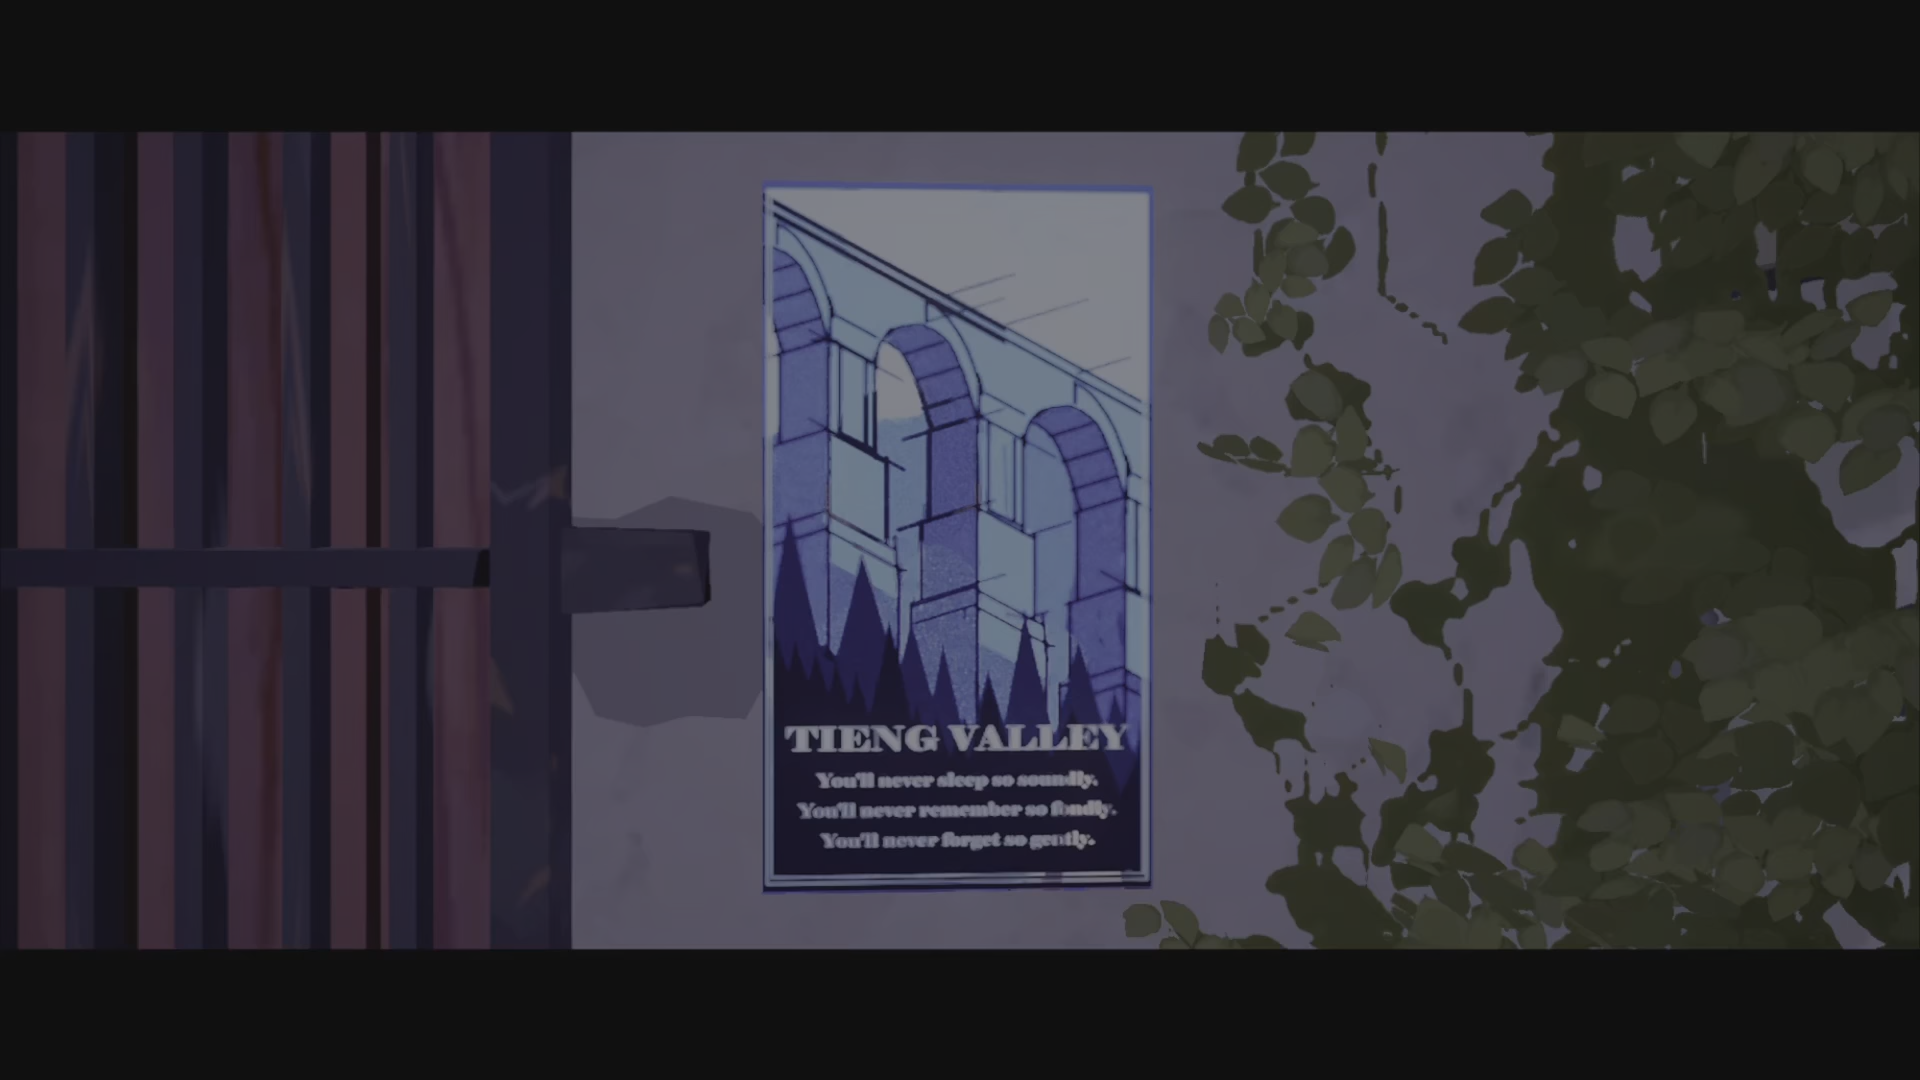 TIENG VALLEY
You'll never sleep so soundly.
You'll never remember so fondly.
You'll never forget so gently.